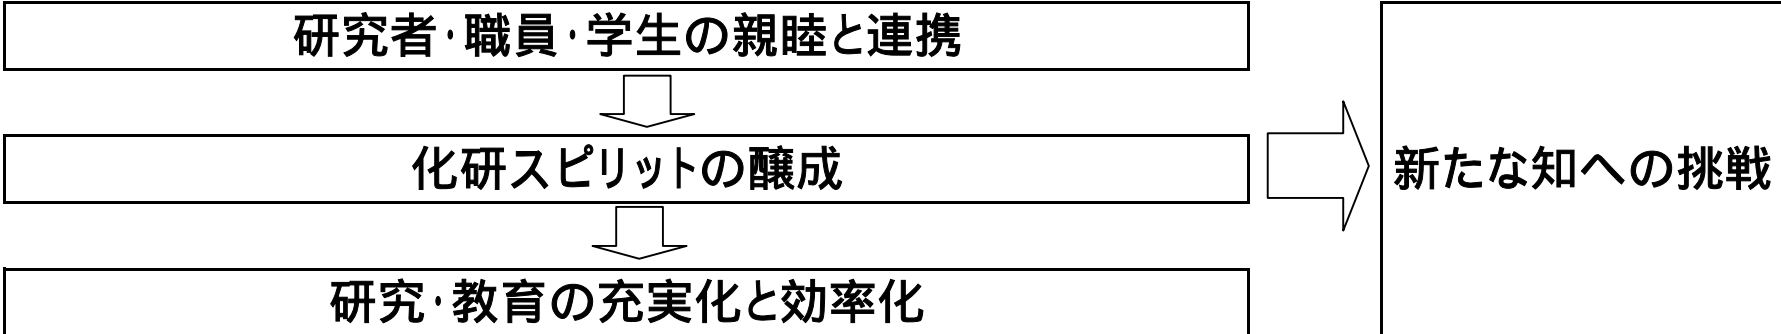 研究者・職員・学生の親睦と連携
化研スピリットの醸成
新たな知への挑戦
研究・教育の充実化と効率化